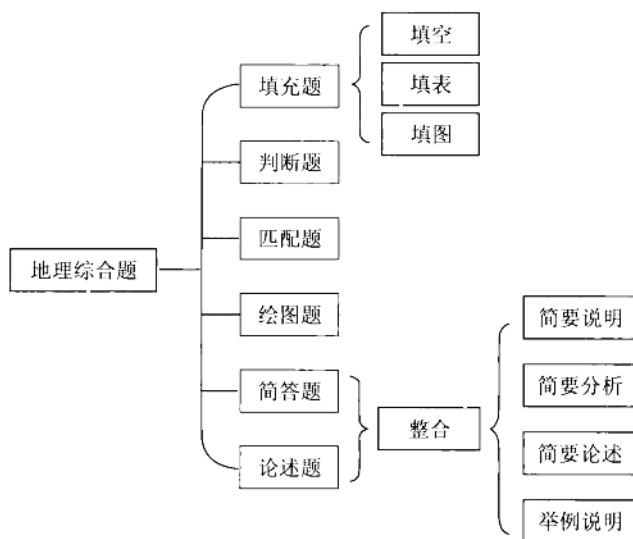 填空
填充题
填表
填图
判断题
匹配题
地理综合题
绘图题
简要说明
简答题
简要分析
整合
简要论述
论述题
举例说明